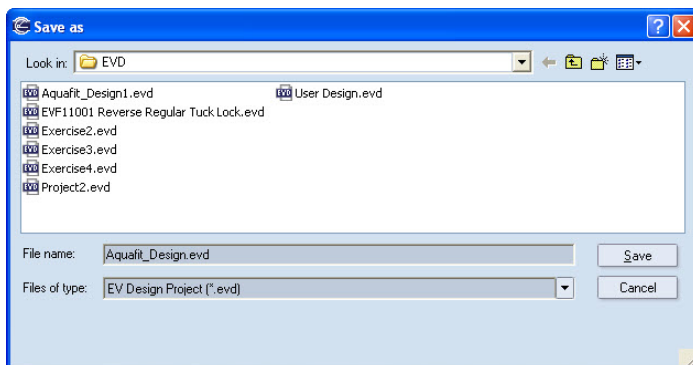 Save as
Look in: EVD
Aquafit_Design1.evd
EVF11001 Reverse Regular Tuck Lock.evd
Exercise2.evd
Exercise3.evd
Exercise4.evd
Project2.evd
User Design.evd
File name: Aquafit_Design.evd Save
Files of type: EV Design Project (*.evd) Cancel